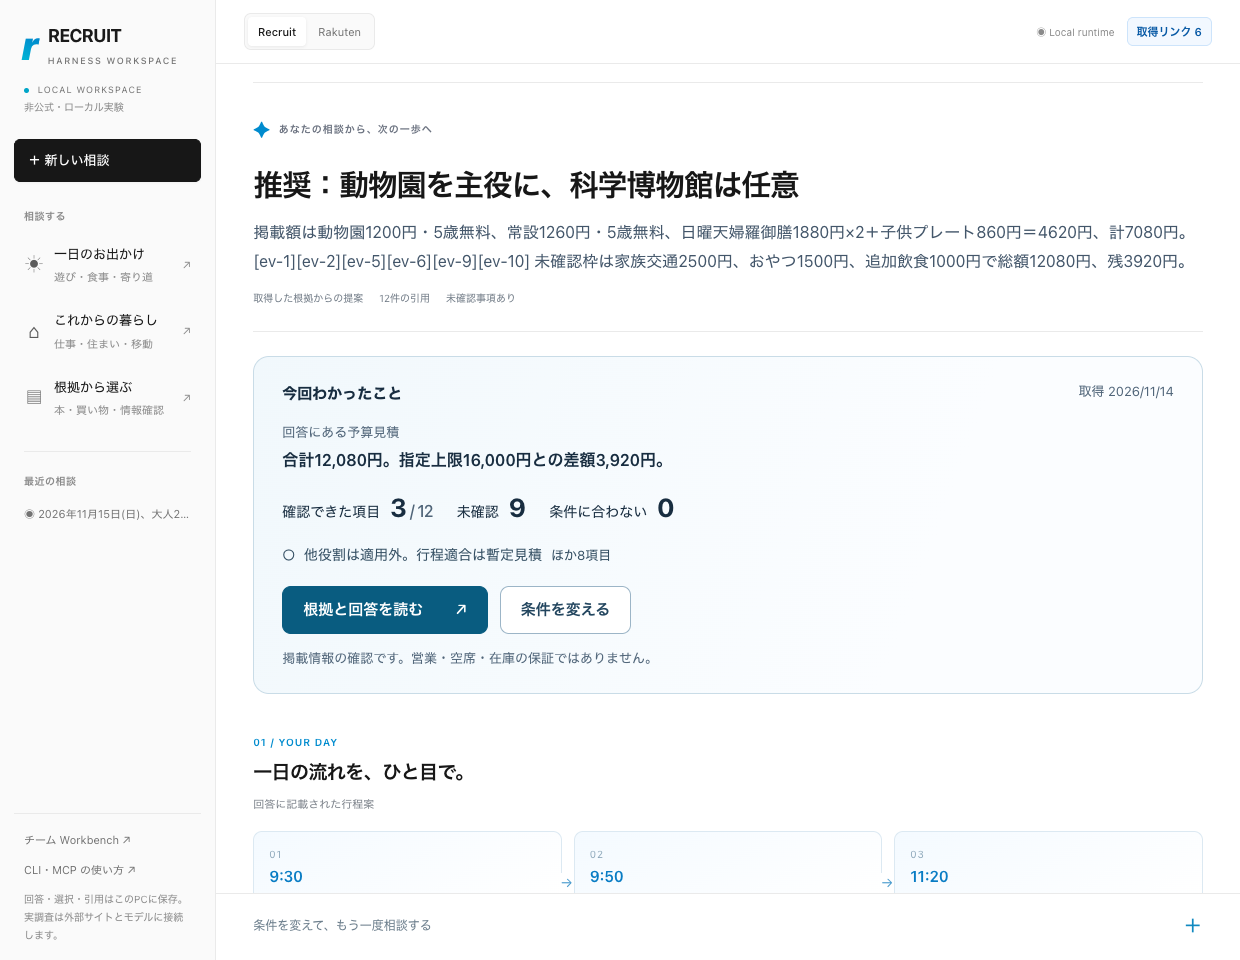 r RECRUIT
HARNESS WORKSPACE
LOCAL WORKSPACE
非公式・ローカル実験
+ 新しい相談
相談する
一日のお出かけ
遊び・食事・寄り道
↗
これからの暮らし
仕事・住まい・移動
↗
根拠から選ぶ
本・買い物・情報確認
↗
最近の相談
2026年11月15日(日)、大人2...
チーム Workbench ↗
CLI・MCP の使い方 ↗
回答・選択・引用はこのPCに保存。
実調査は外部サイトとモデルに接続
します。
Recruit Rakuten
Local runtime
取得リンク 6
あなたの相談から、次の一歩へ
推奨：動物園を主役に、科学博物館は任意
掲載額は動物園1200円・5歳無料、常設1260円・5歳無料、日曜天婦羅御膳1880円×2＋子供プレート860円＝4620円、計7080円。
[ev-1][ev-2][ev-5][ev-6][ev-9][ev-10] 未確認枠は家族交通2500円、おやつ1500円、追加飲食1000円で総額12080円、残3920円。
取得した根拠からの提案 12件の引用 未確認事項あり
今回わかったこと
取得 2026/11/14
回答にある予算見積
合計12,080円。指定上限16,000円との差額3,920円。
確認できた項目 3 / 12 未確認 9 条件に合わない 0
○ 他役割は適用外。行程適合は暫定見積 ほか8項目
根拠と回答を読む ↗
条件を変える
掲載情報の確認です。営業・空席・在庫の保証ではありません。
01 / YOUR DAY
一日の流れを、ひと目で。
回答に記載された行程案
01
9:30
→
02
9:50
→
03
11:20
条件を変えて、もう一度相談する
+